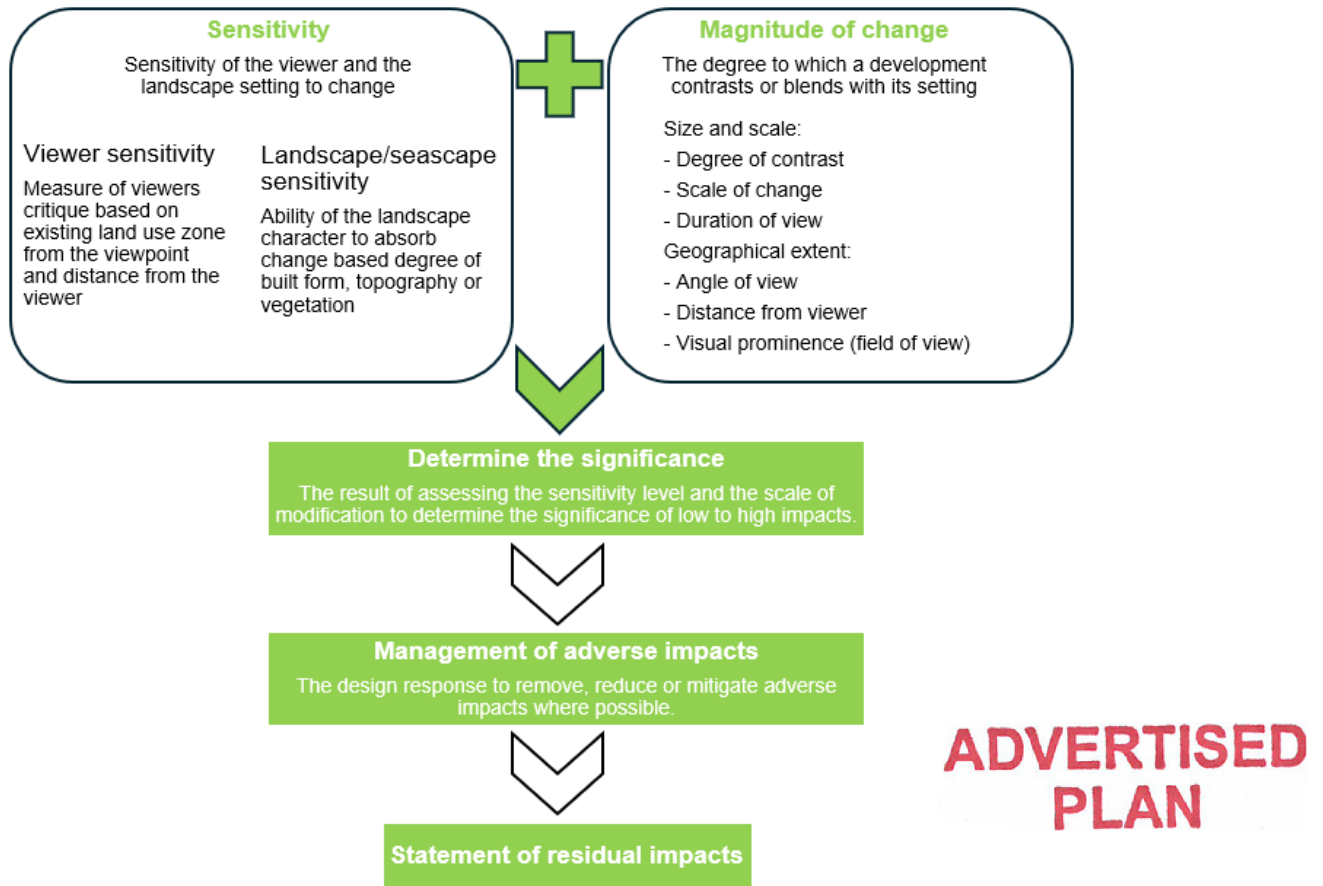 Sensitivity
Sensitivity of the viewer and the
landscape setting to change
Viewer sensitivity
Measure of viewers
critique based on
existing land use zone
from the viewpoint
and distance from the
viewer
Landscape/seascape
sensitivity
Ability of the landscape
character to absorb
change based degree of
built form, topography or
vegetation
Magnitude of change
The degree to which a development
contrasts or blends with its setting
Size and scale:
- Degree of contrast
- Scale of change
- Duration of view
Geographical extent:
- Angle of view
- Distance from viewer
- Visual prominence (field of view)
Determine the significance
The result of assessing the sensitivity level and the scale of
modification to determine the significance of low to high impacts.
Management of adverse impacts
The design response to remove, reduce or mitigate adverse
impacts where possible.
Statement of residual impacts
ADVERTISED
PLAN